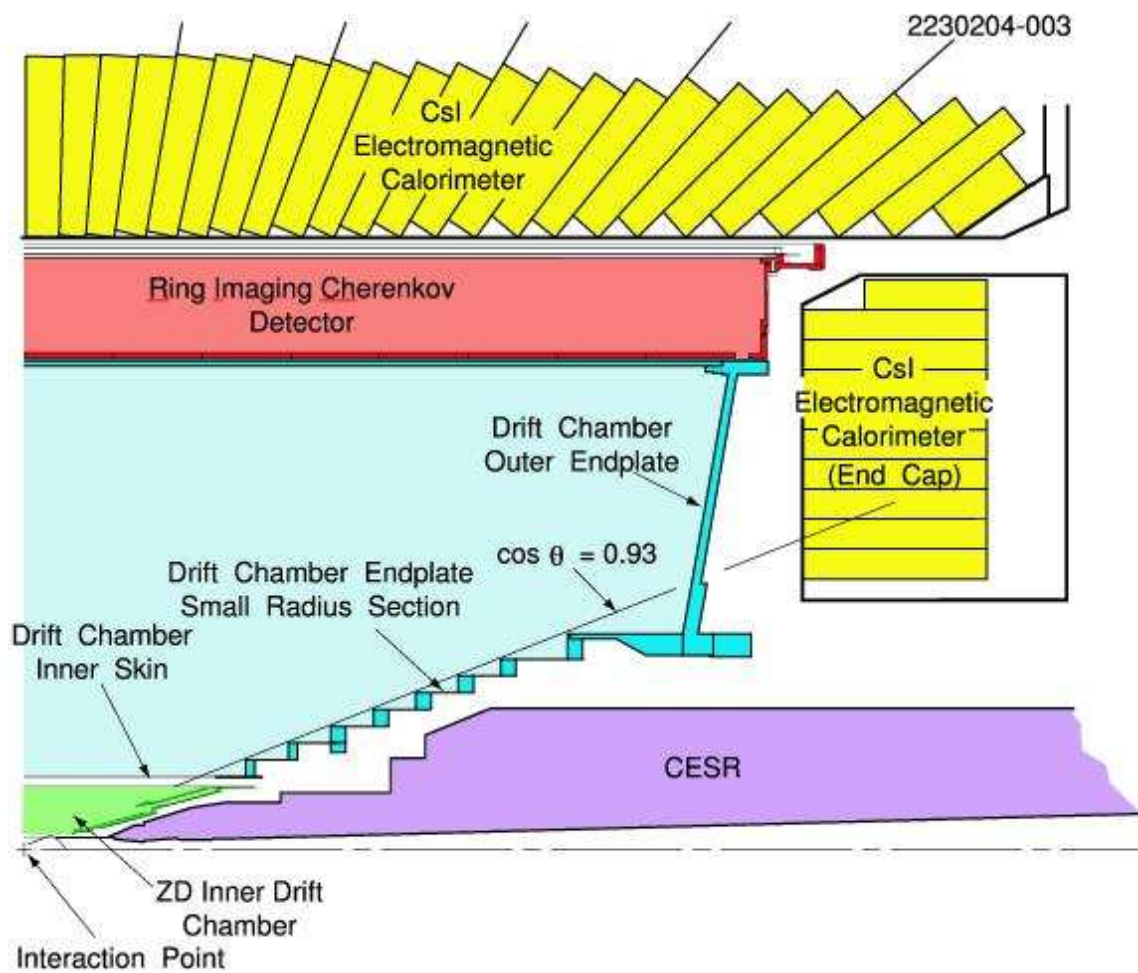 2230204-003
CsI
Electromagnetic
Calorimeter
Ring Imaging Cherenkov
Detector
CsI
Electromagnetic
Calorimeter
(End Cap)
Drift Chamber
Outer Endplate
cos θ = 0.93
Drift Chamber Endplate
Small Radius Section
Drift Chamber
Inner Skin
CESR
ZD Inner Drift
Chamber
Interaction Point